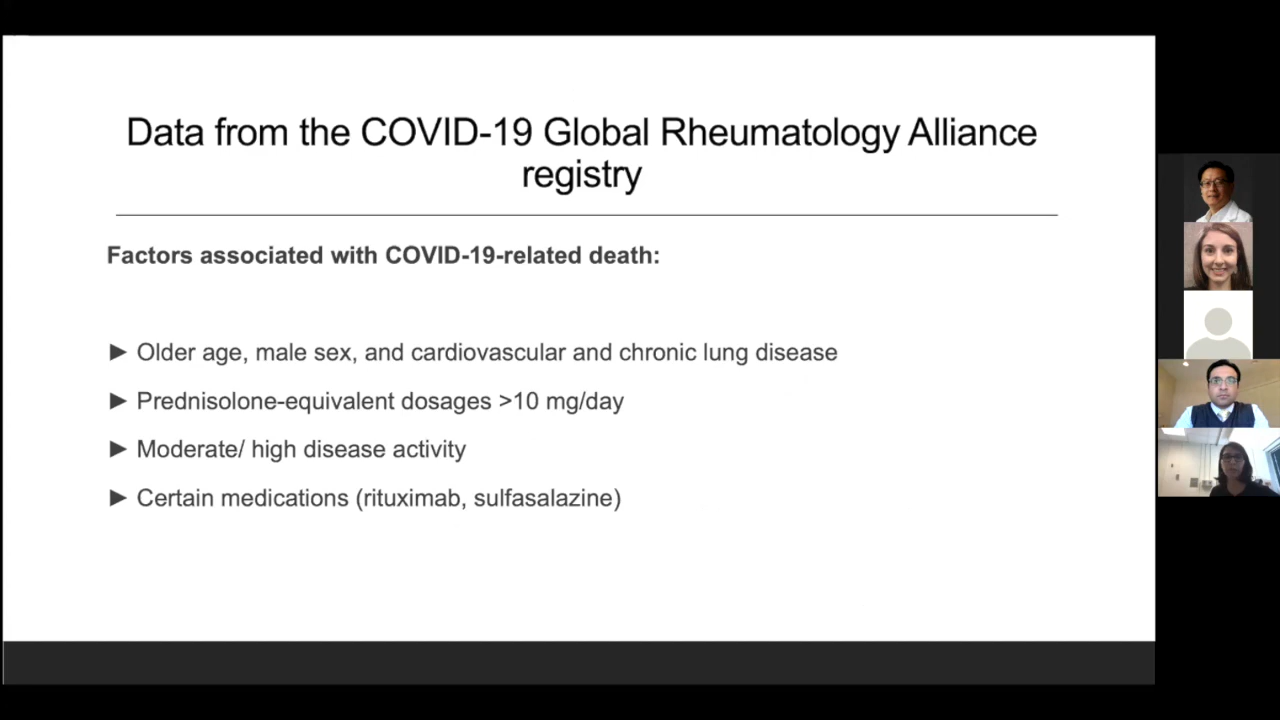 Data from the COVID-19 Global Rheumatology Alliance
registry
Factors associated with COVID-19-related death:
► Older age, male sex, and cardiovascular and chronic lung disease
► Prednisolone-equivalent dosages >10 mg/day
► Moderate/ high disease activity
► Certain medications (rituximab, sulfasalazine)